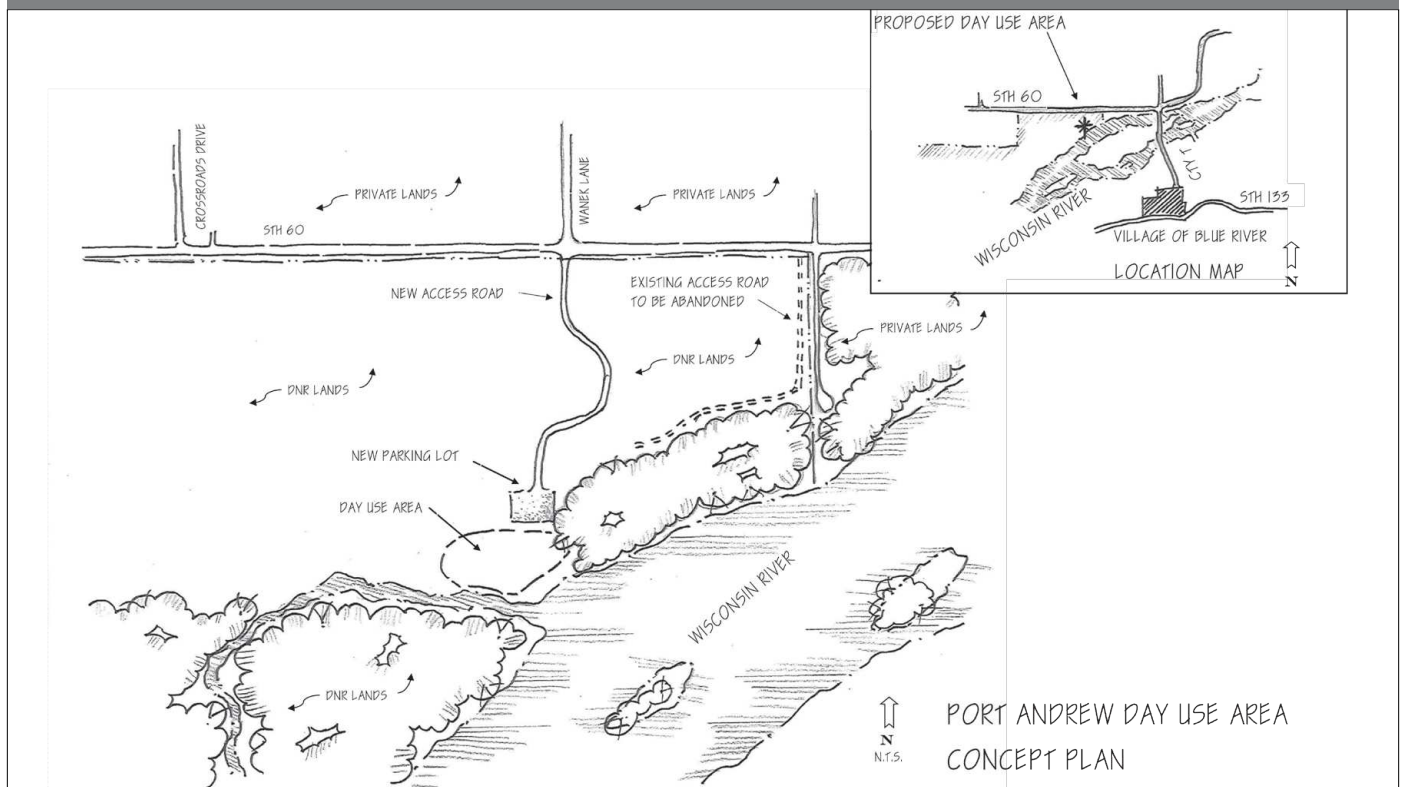 PROPOSED DAY USE AREA
STH 60
CTY T
STH 133
WISCONSIN RIVER
VILLAGE OF BLUE RIVER
LOCATION MAP
N
CROSSROADS DRIVE
PRIVATE LANDS
WANEK LANE
PRIVATE LANDS
STH 60
NEW ACCESS ROAD
EXISTING ACCESS ROAD
TO BE ABANDONED
PRIVATE LANDS
DNR LANDS
DNR LANDS
NEW PARKING LOT
DAY USE AREA
WISCONSIN RIVER
DNR LANDS
N
N.T.S.
PORT ANDREW DAY USE AREA
CONCEPT PLAN